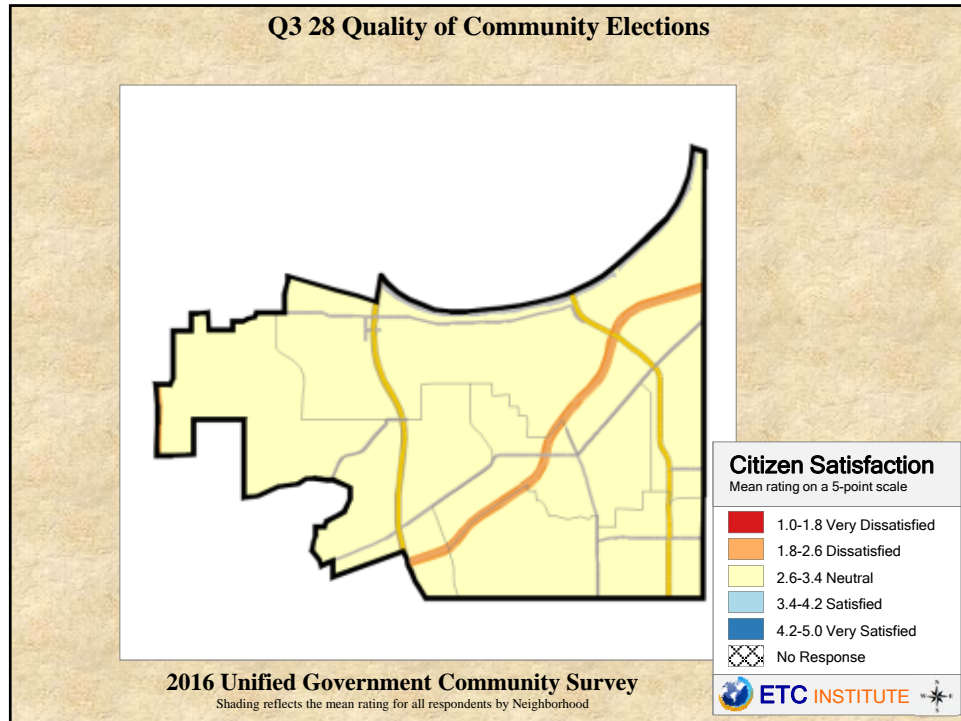 Q3 28 Quality of Community Elections
Citizen Satisfaction
Mean rating on a 5-point scale
1.0-1.8 Very Dissatisfied
1.8-2.6 Dissatisfied
2.6-3.4 Neutral
3.4-4.2 Satisfied
4.2-5.0 Very Satisfied
No Response
2016 Unified Government Community Survey
Shading reflects the mean rating for all respondents by Neighborhood
ETC INSTITUTE